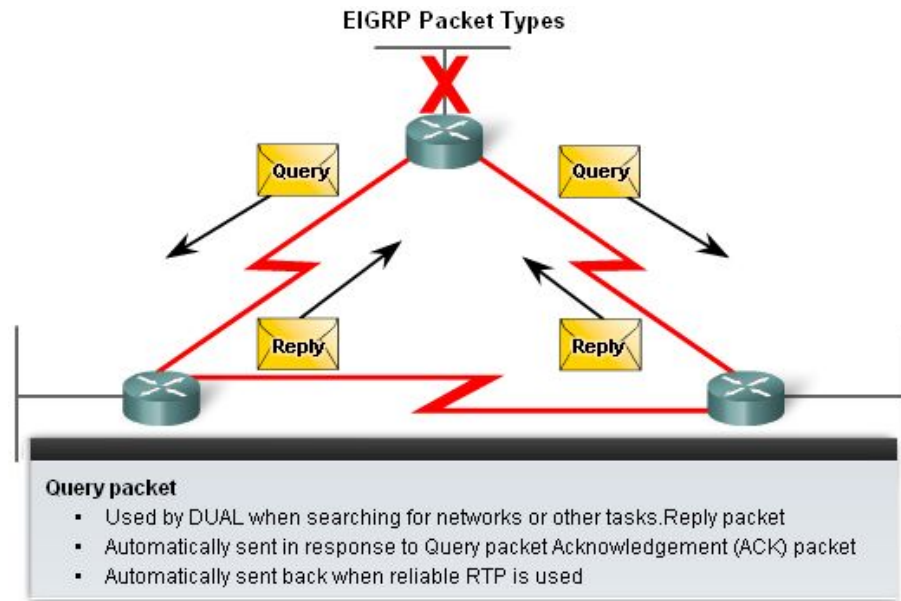 EIGRP Packet Types
X
Query
Query
Reply
Reply
Query packet
▪ Used by DUAL when searching for networks or other tasks.Reply packet
▪ Automatically sent in response to Query packet Acknowledgement (ACK) packet
▪ Automatically sent back when reliable RTP is used